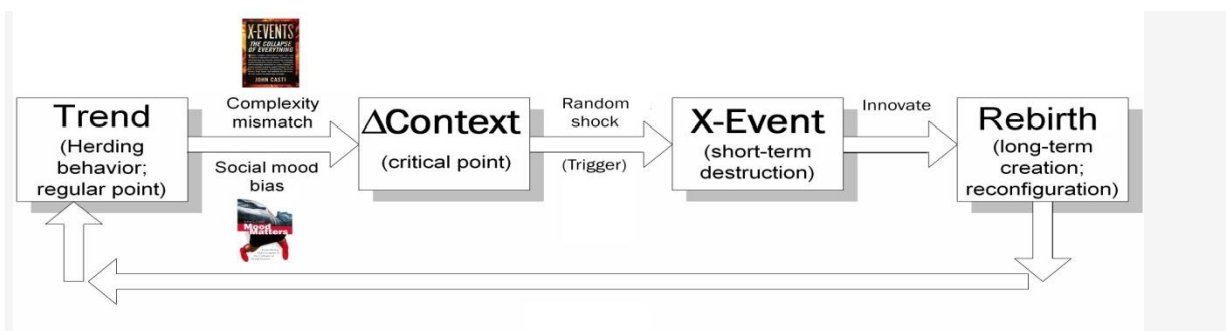 X-EVENTS
THE COLLAPSE
OF EVERYTHING
JOHN CASTI
Trend
(Herding
behavior;
regular point)
Complexity
mismatch
Social mood
bias
Mood
Matters
ΔContext
(critical point)
Random
shock
(Trigger)
X-Event
(short-term
destruction)
Innovate
Rebirth
(long-term
creation;
reconfiguration)